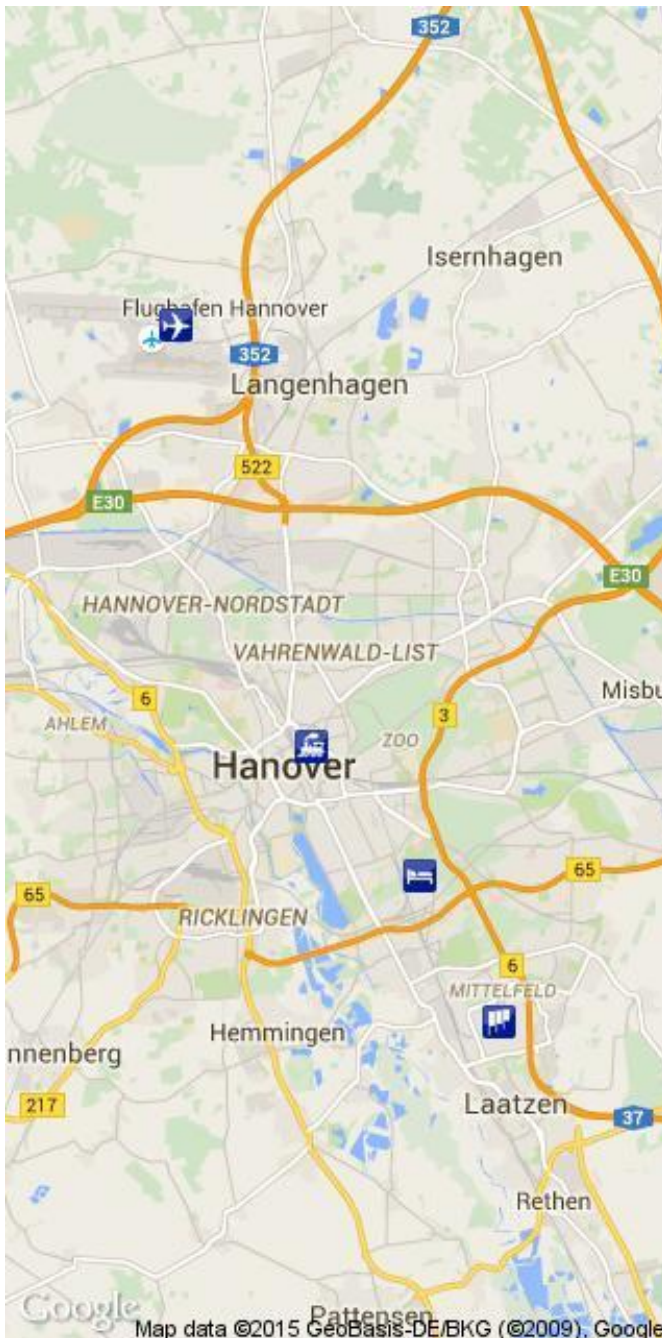 352
Isernhagen
Flughafen Hannover
352
Langenhagen
522
E30
E30
HANNOVER-NORDSTADT
VAHRENWALD-LIST
6
3
Misbu
AHLEM
ZOO
Hanover
65
65
RICKLINGEN
6
MITTELFELD
Hemmingen
nnenberg
217
Laatzen
37
Rethen
Google
Pattensen
Map data ©2015 GeoBasis-DE/BKG (©2009), Google